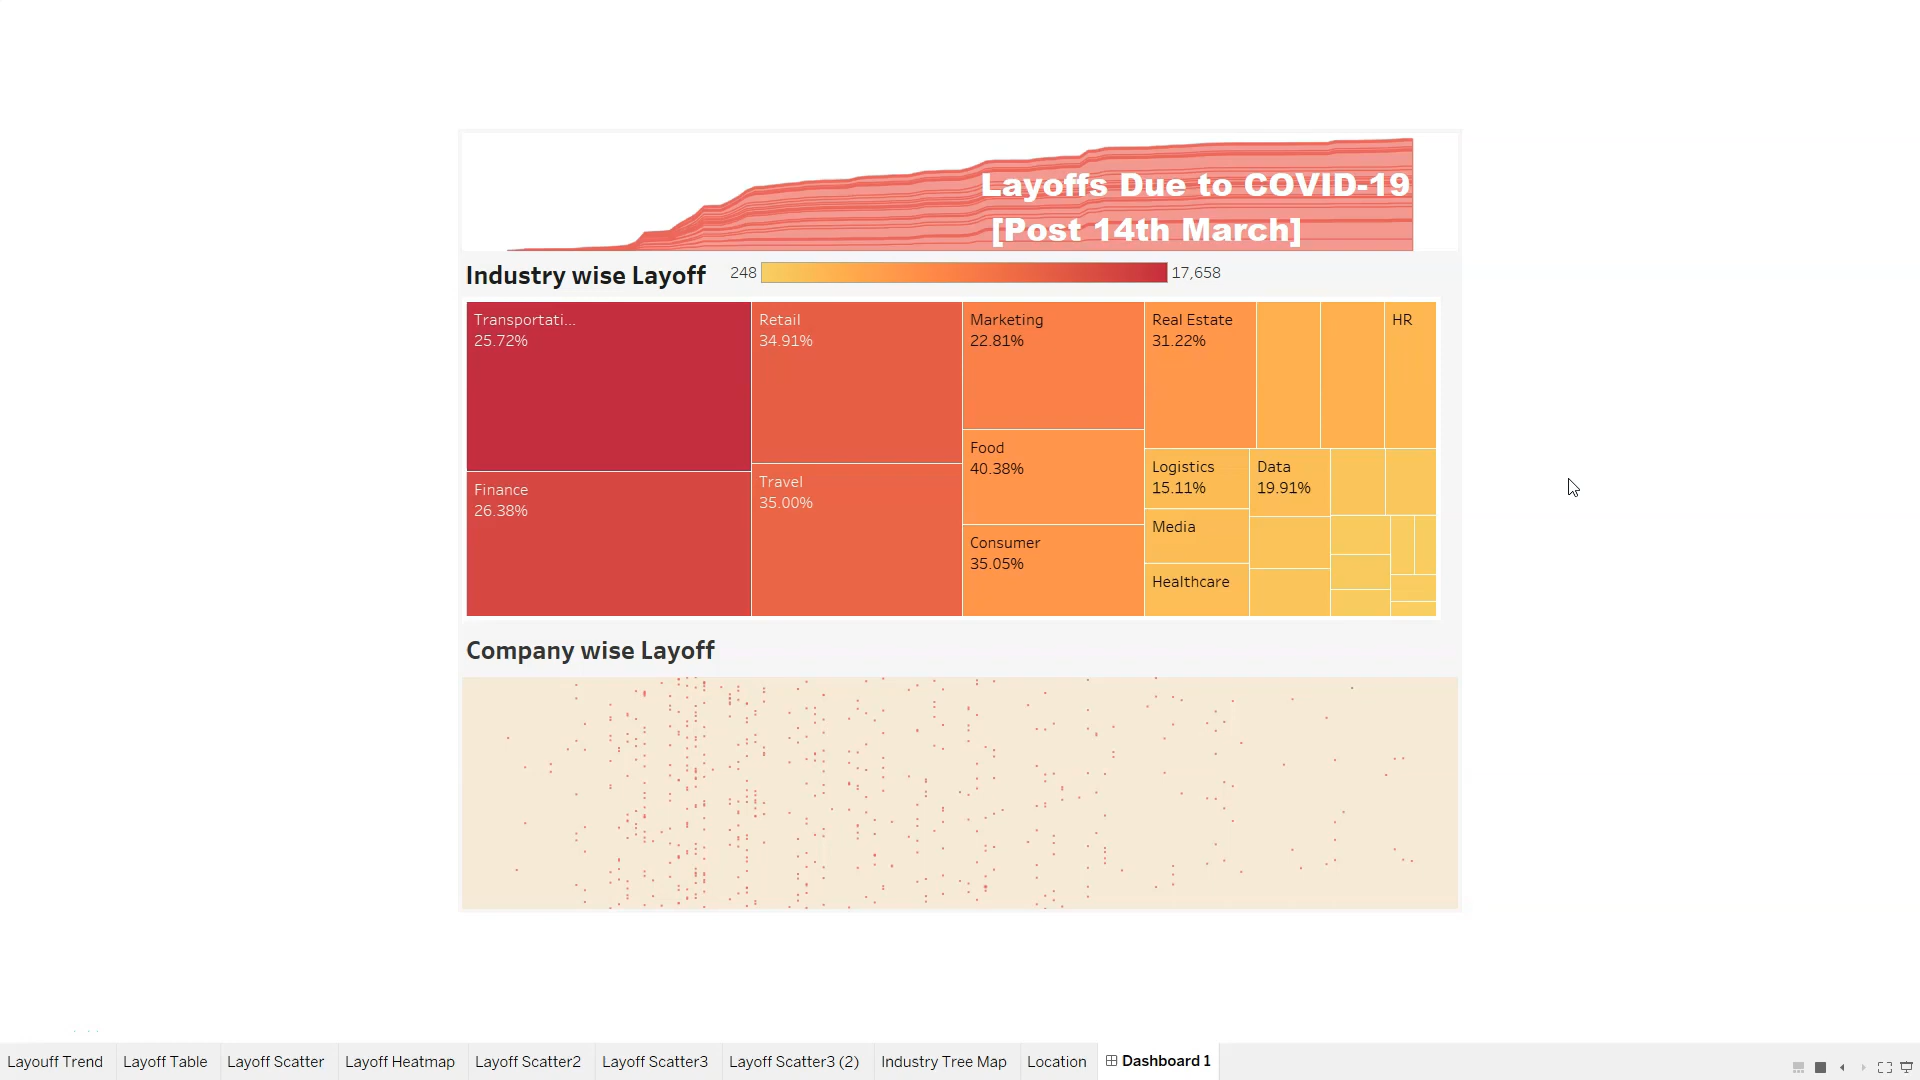 Layoffs Due to COVID-19
[Post 14th March]
Industry wise Layoff
248
17,658
Transportati...
25.72%
Retail
34.91%
Marketing
22.81%
Real Estate
31.22%
HR
Food
40.38%
Logistics
15.11%
Data
19.91%
Finance
26.38%
Travel
35.00%
Media
Consumer
35.05%
Healthcare
Company wise Layoff
Layouff Trend
Layoff Table
Layoff Scatter
Layoff Heatmap
Layoff Scatter2
Layoff Scatter3
Layoff Scatter3 (2)
Industry Tree Map
Location
Dashboard 1